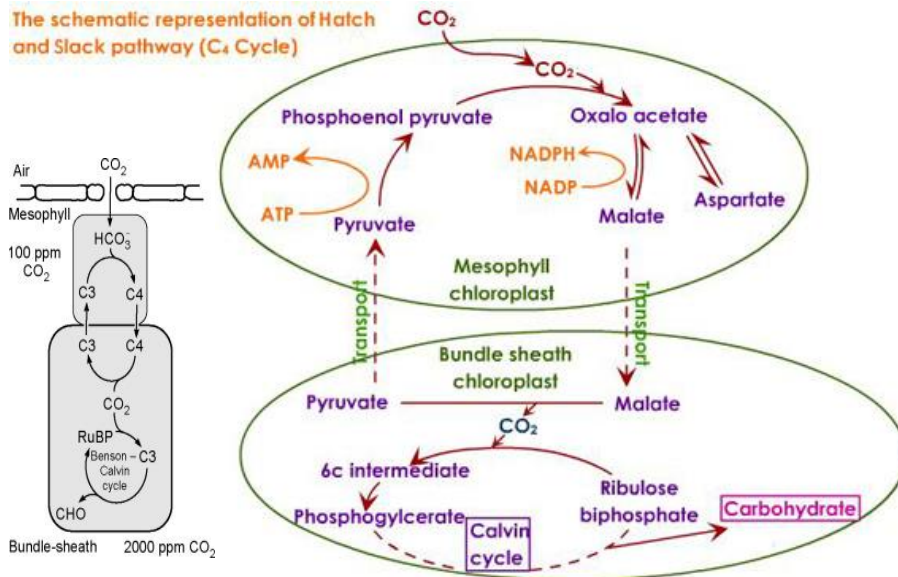 The schematic representation of Hatch
and Slack pathway (C₄ Cycle)
CO₂
CO₂
Phosphoenol pyruvate
Oxalo acetate
AMP
NADPH
NADP
ATP
Pyruvate
Malate
Aspartate
Mesophyll
chloroplast
Transport
Transport
Bundle sheath
chloroplast
Pyruvate
Malate
CO₂
6c intermediate
Ribulose
biphosphate
Phosphogylcerate
Calvin
cycle
Carbohydrate
Air
CO₂
Mesophyll
HCO₃⁻
100 ppm
CO₂
C3
C4
C3
C4
CO₂
RuBP
Benson –
Calvin
cycle
C3
CHO
Bundle-sheath
2000 ppm CO₂